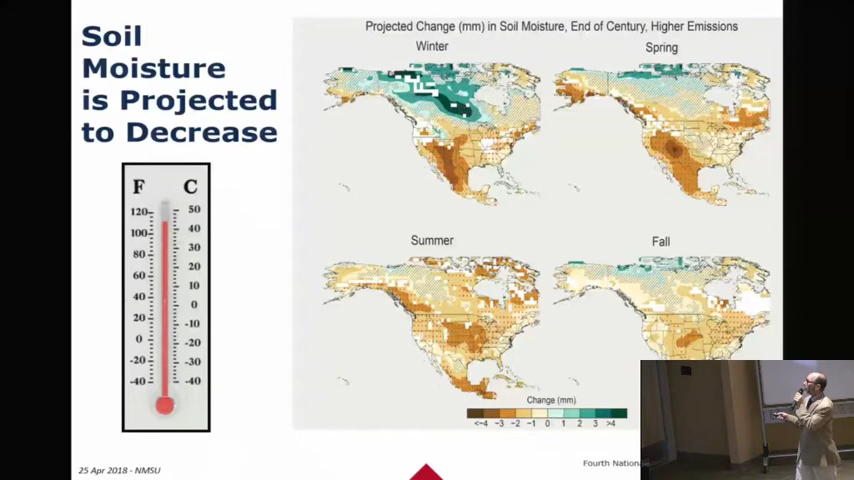 Soil
Moisture
is Projected
to Decrease
F C
120
100
80
60
40
20
0
-20
-40
50
40
30
20
10
0
-10
-20
-30
-40
Projected Change (mm) in Soil Moisture, End of Century, Higher Emissions
Winter Spring
Summer Fall
Change (mm)
<-4 -3 -2 -1 0 1 2 3 >4
25 Apr 2018 - NMSU
Fourth Nationa